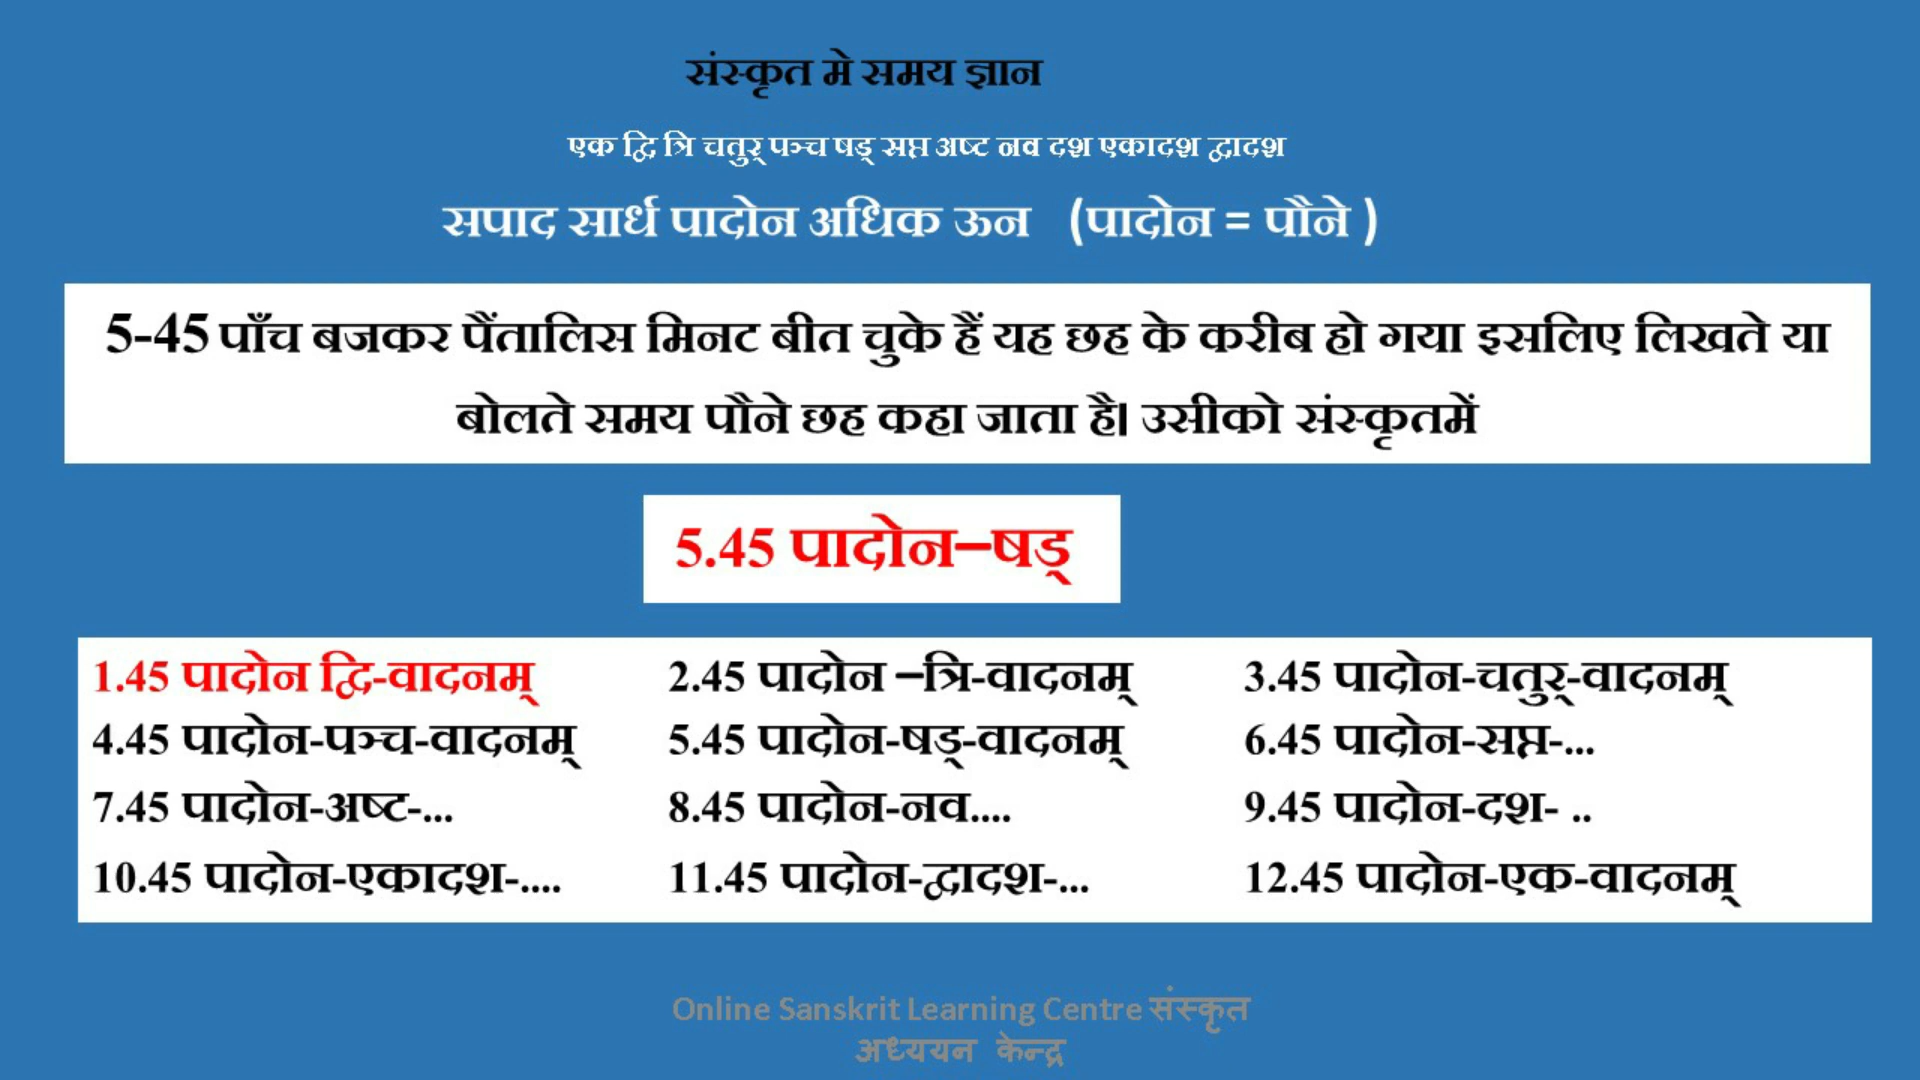 संस्कृत मे समय ज्ञान
एक द्वि त्रि चतुर् पञ्च षड् सप्त अष्ट नव दश एकादश द्वादश
सपाद सार्ध पादोन अधिक ऊन (पादोन = पौने )
5-45 पाँच बजकर पैंतालिस मिनट बीत चुके हैं यह छह के करीब हो गया इसलिए लिखते या
बोलते समय पौने छह कहा जाता है। उसीको संस्कृतमें
5.45 पादोन–षड्
1.45 पादोन द्वि-वादनम् 2.45 पादोन –त्रि-वादनम् 3.45 पादोन-चतुर्-वादनम्
4.45 पादोन-पञ्च-वादनम् 5.45 पादोन-षड्-वादनम् 6.45 पादोन-सप्त-...
7.45 पादोन-अष्ट-... 8.45 पादोन-नव.... 9.45 पादोन-दश- ..
10.45 पादोन-एकादश-.... 11.45 पादोन-द्वादश-... 12.45 पादोन-एक-वादनम्
Online Sanskrit Learning Centre संस्कृत
अध्ययन केन्द्र